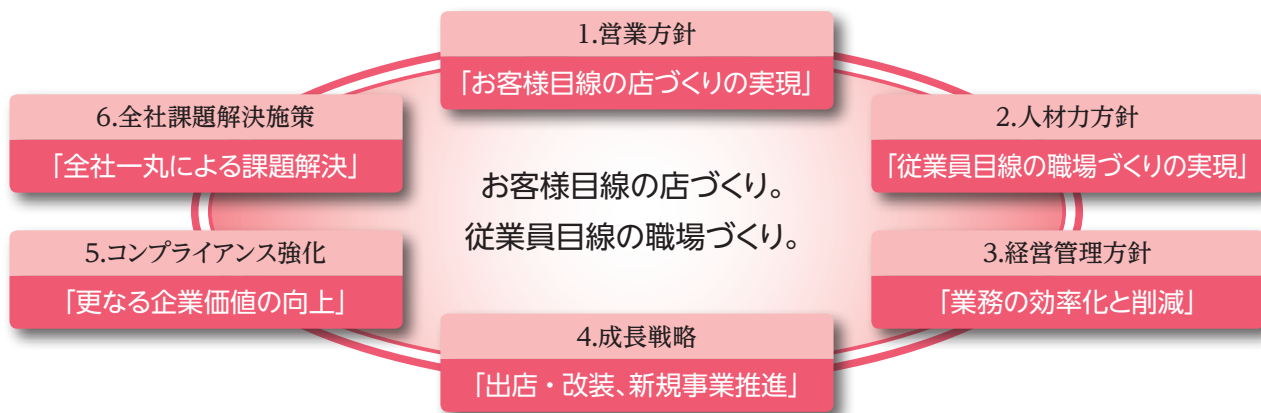 1.営業方針
「お客様目線の店づくりの実現」
2.人材力方針
「従業員目線の職場づくりの実現」
3.経営管理方針
「業務の効率化と削減」
4.成長戦略
「出店・改装、新規事業推進」
5.コンプライアンス強化
「更なる企業価値の向上」
6.全社課題解決施策
「全社一丸による課題解決」
お客様目線の店づくり。
従業員目線の職場づくり。